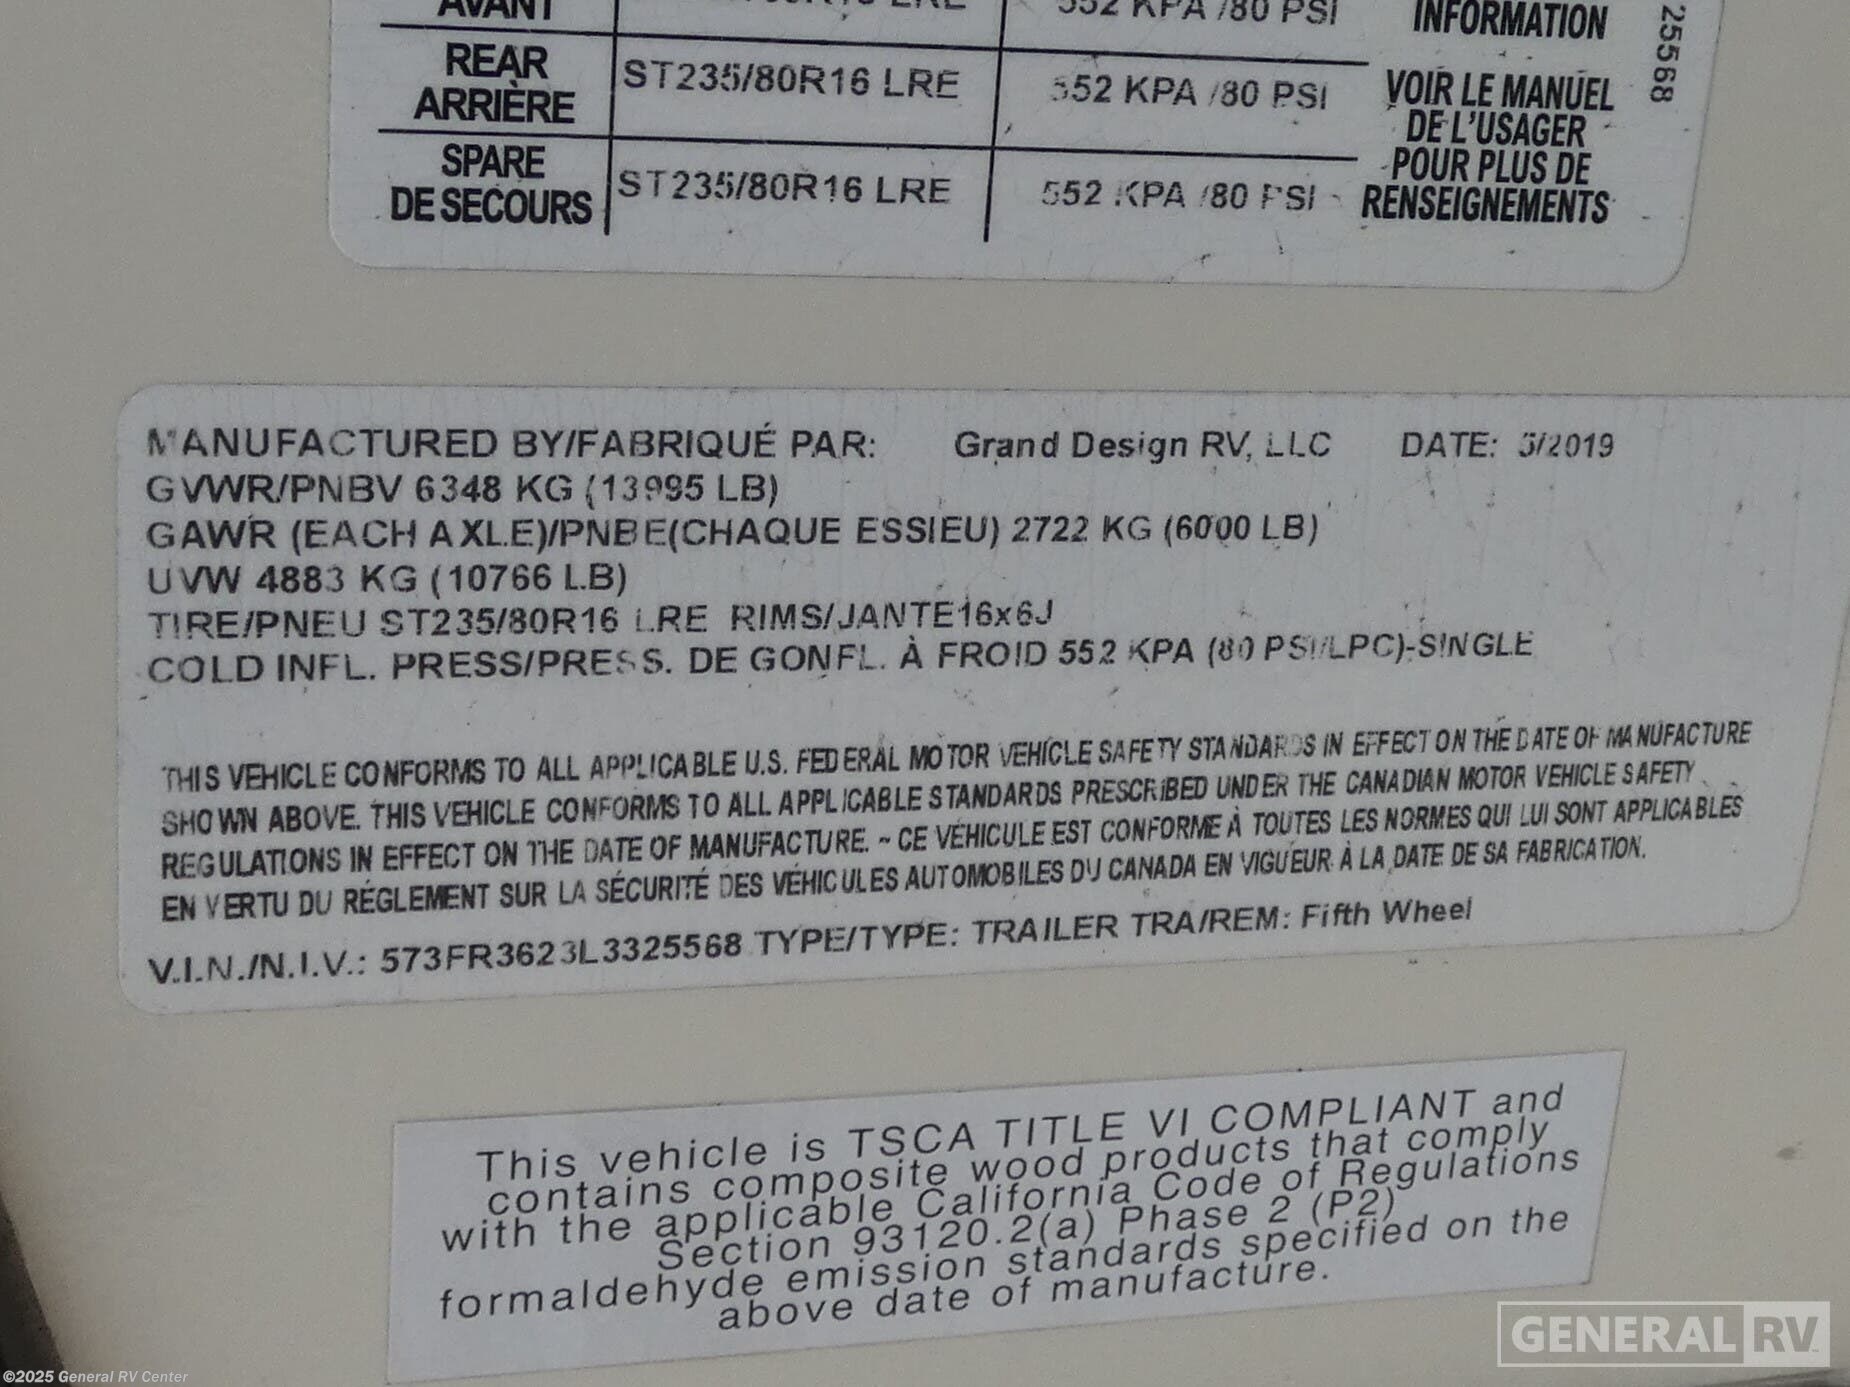 AVANT
552 KPA /80 PSI
INFORMATION
25568
REAR
ARRIÈRE
ST235/80R16 LRE
552 KPA /80 PSI
VOIR LE MANUEL
DE L'USAGER
POUR PLUS DE
RENSEIGNEMENTS
SPARE
DE SECOURS
ST235/80R16 LRE
552 KPA /80 PSI
MANUFACTURED BY/FABRIQUÉ PAR: Grand Design RV, LLC DATE: 5/2019
GVWR/PNBV 6348 KG (13995 LB)
GAWR (EACH AXLE)/PNBE(CHAQUE ESSIEU) 2722 KG (6000 LB)
UVW 4883 KG (10766 LB)
TIRE/PNEU ST235/80R16 LRE RIMS/JANTE16x6J
COLD INFL. PRESS/PRESS. DE GONFL. À FROID 552 KPA (80 PSI/LPC)-SINGLE
THIS VEHICLE CONFORMS TO ALL APPLICABLE U.S. FEDERAL MOTOR VEHICLE SAFETY STANDARDS IN EFFECT ON THE DATE OF MANUFACTURE
SHOWN ABOVE. THIS VEHICLE CONFORMS TO ALL APPLICABLE STANDARDS PRESCRIBED UNDER THE CANADIAN MOTOR VEHICLE SAFETY
REGULATIONS IN EFFECT ON THE DATE OF MANUFACTURE. ~ CE VÉHICULE EST CONFORME À TOUTES LES NORMES QUI LUI SONT APPLICABLES
EN VERTU DU RÉGLEMENT SUR LA SÉCURITÉ DES VÉHICULES AUTOMOBILES DU CANADA EN VIGUEUR À LA DATE DE SA FABRICATION.
V.I.N./N.I.V.: 573FR3623L3325568 TYPE/TYPE: TRAILER TRA/REM: Fifth Wheel
This vehicle is TSCA TITLE VI COMPLIANT and
contains composite wood products that comply
with the applicable California Code of Regulations
Section 93120.2(a) Phase 2 (P2)
formaldehyde emission standards specified on the
above date of manufacture.
GENERAL RV
©2025 General RV Center